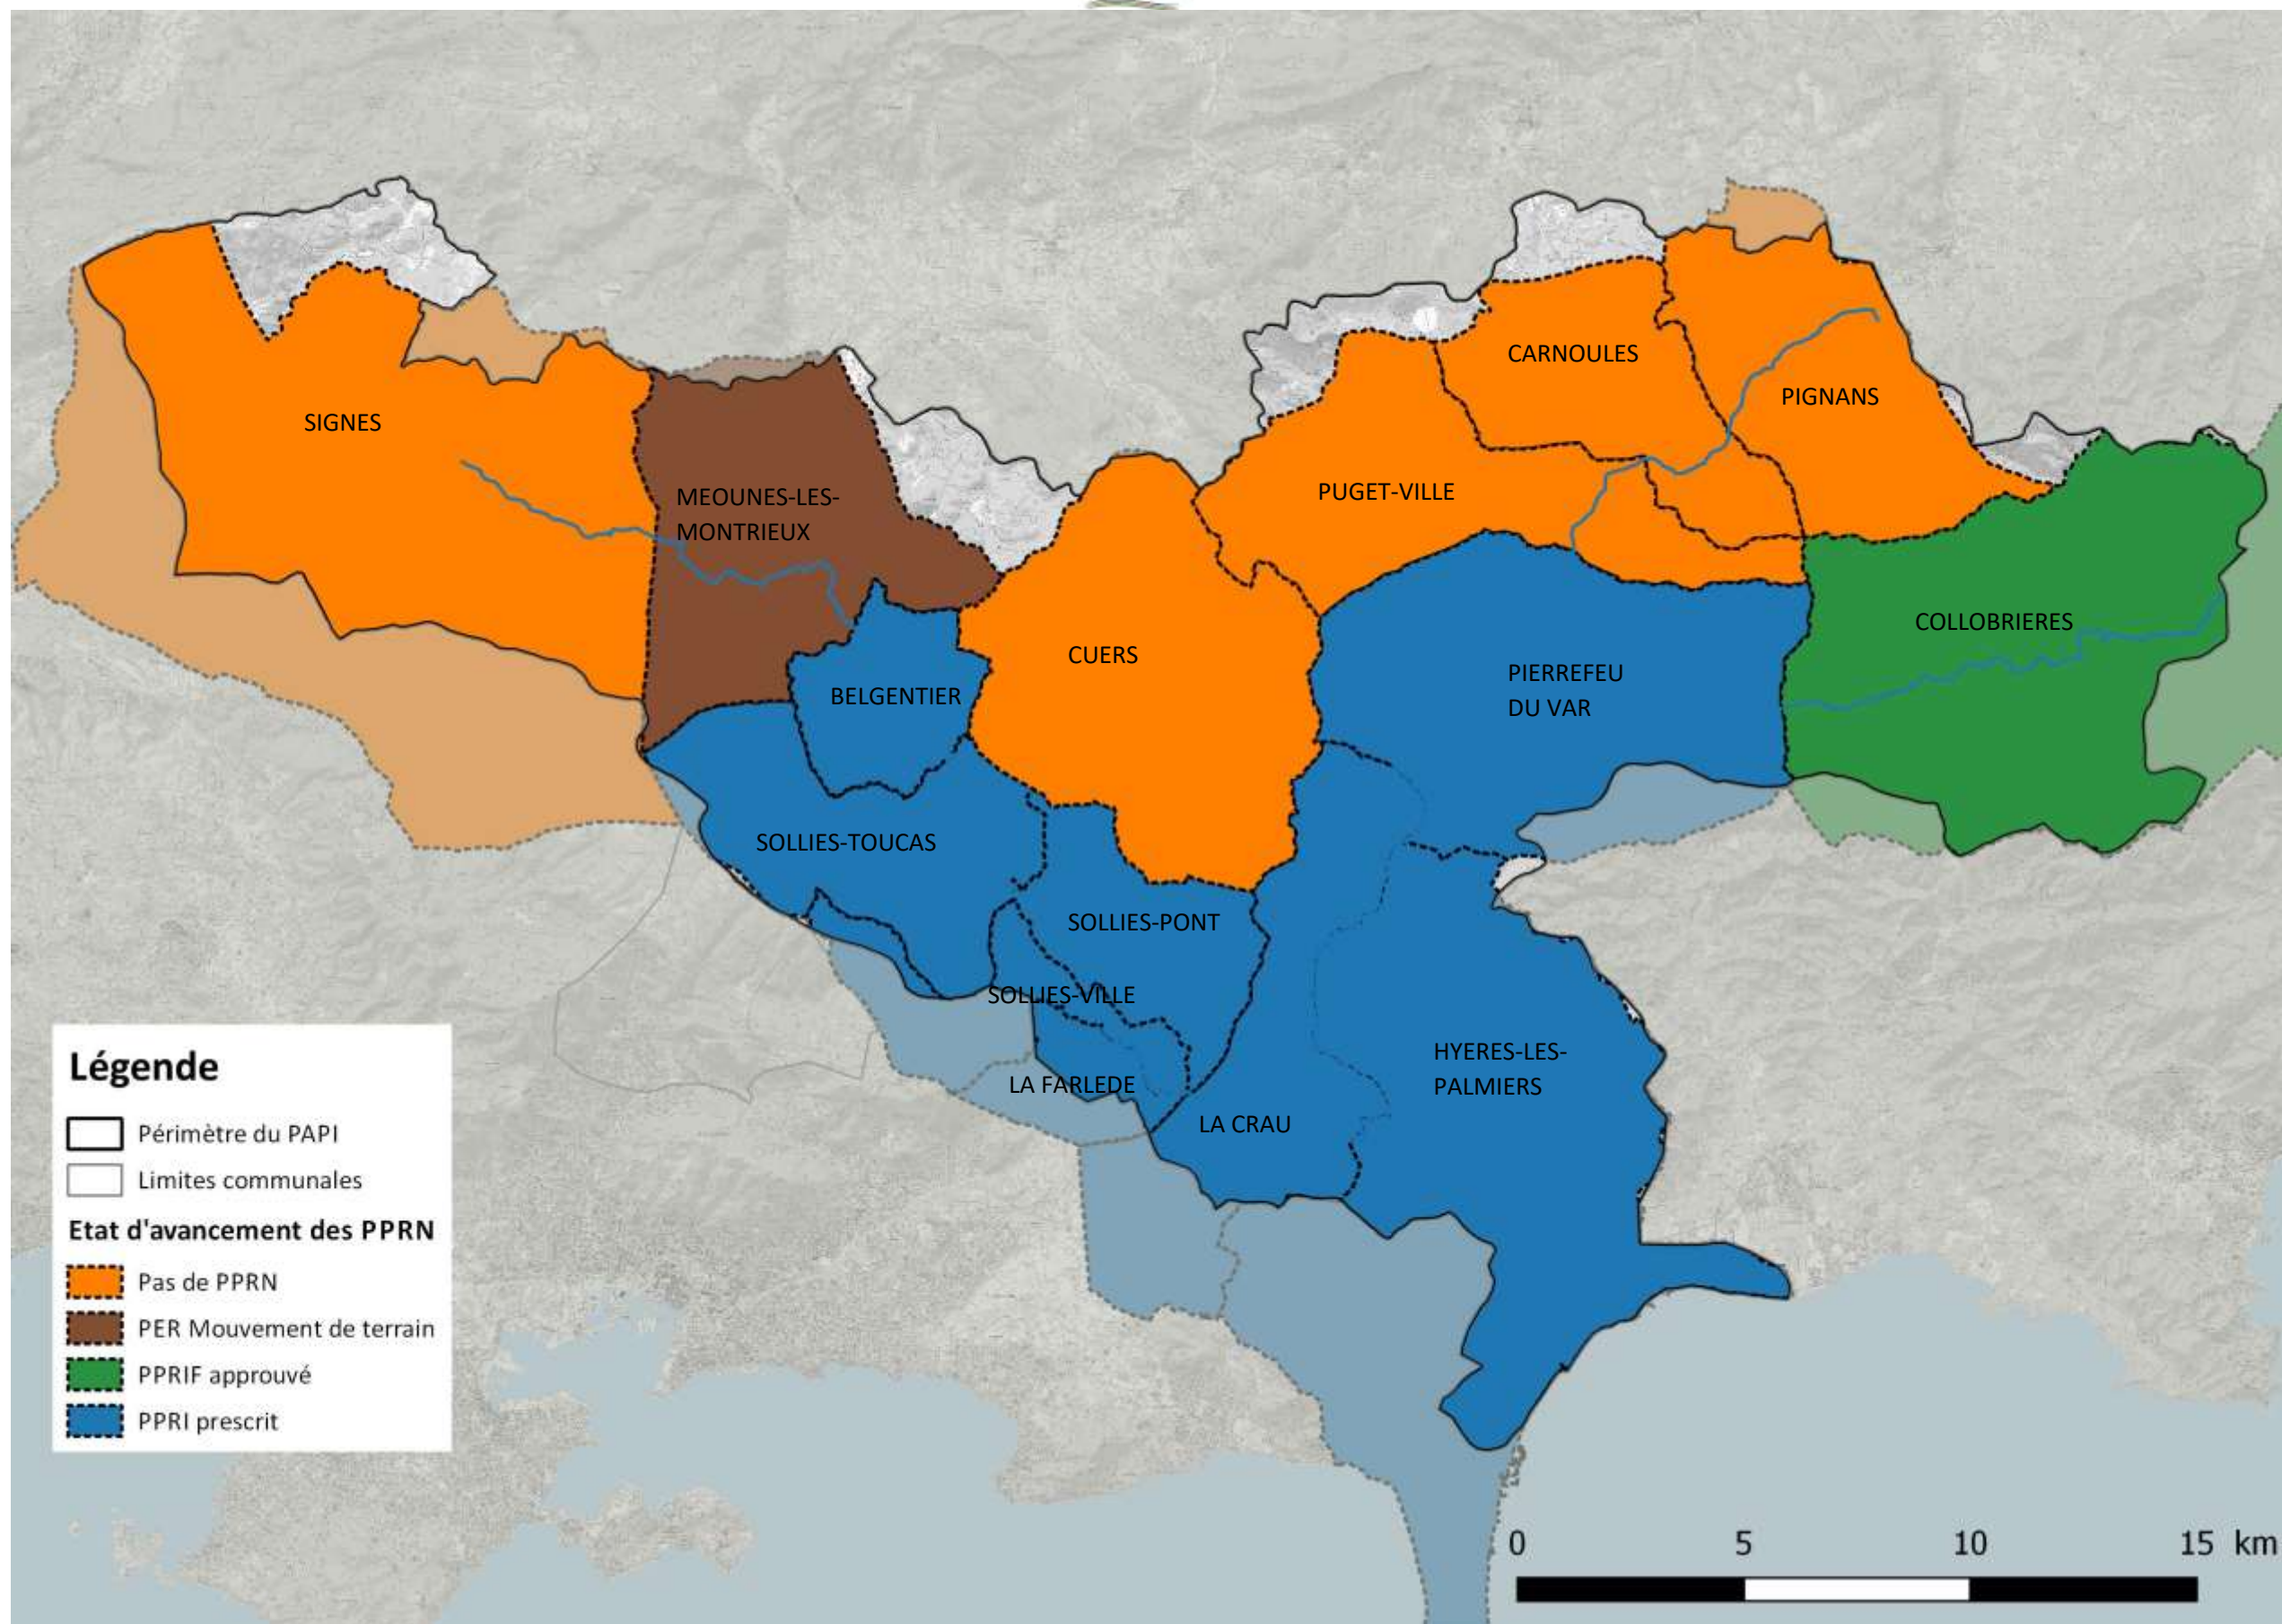 SIGNES
MEOUNES-LES-
MONTRIEUX
BELGENTIER
CUERS
PUGET-VILLE
CARNOULES
PIGNANS
COLLOBRIERES
PIERREFEU
DU VAR
SOLLIES-TOUCAS
SOLLIES-PONT
SOLLIES-VILLE
LA FARLEDE
LA CRAU
HYERES-LES-
PALMIERS
Légende
Périmètre du PAPI
Limites communales
Etat d'avancement des PPRN
Pas de PPRN
PER Mouvement de terrain
PPRIF approuvé
PPRI prescrit
0 5 10 15 km